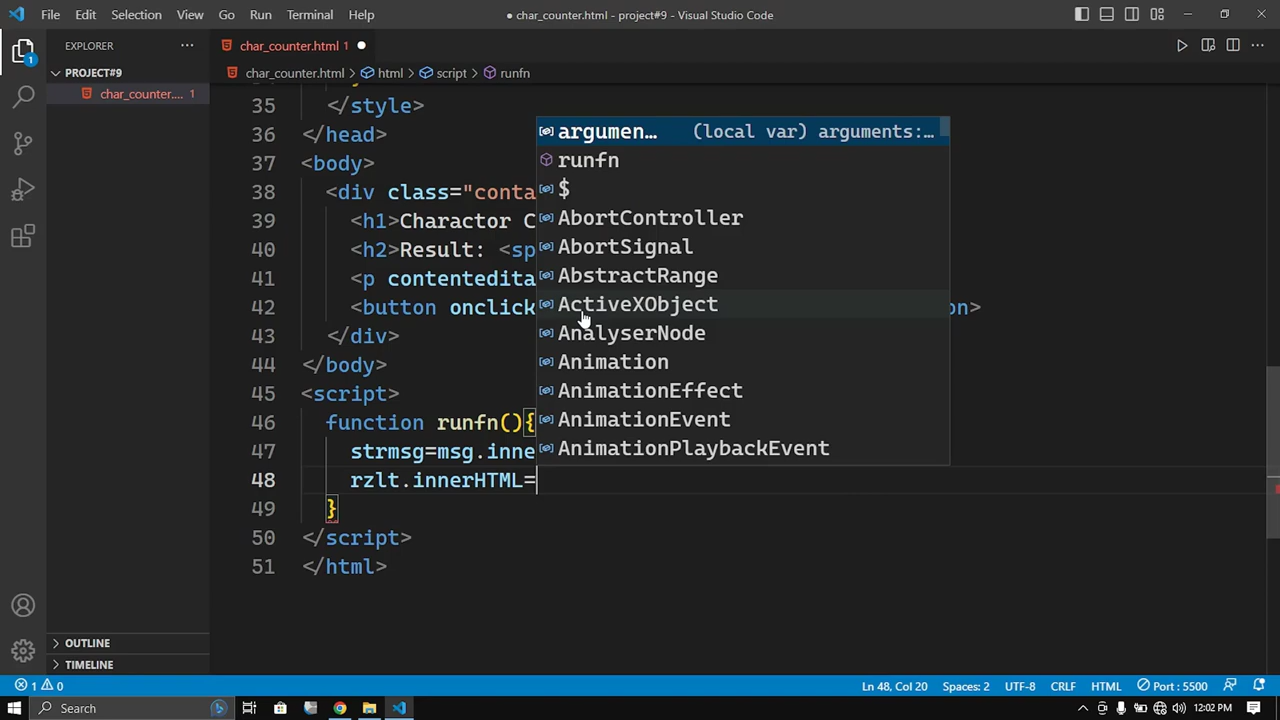 File Edit Selection View Go Run Terminal Help
● char_counter.html - project#9 - Visual Studio Code
EXPLORER
char_counter.html 1
PROJECT#9
char_counter.... 1
char_counter.html > html > script > runfn
35 </style>
36 </head>
37 <body>
38 <div class="conta
39 <h1>Charactor C
40 <h2>Result: <sp
41 <p contentedita
42 <button onclick on>
43 </div>
44 </body>
45 <script>
46 function runfn(){
47 strmsg=msg.inne
48 rzlt.innerHTML=
49 }
50 </script>
51 </html>
argumen... (local var) arguments:...
runfn
$
AbortController
AbortSignal
AbstractRange
ActiveXObject
AnalyserNode
Animation
AnimationEffect
AnimationEvent
AnimationPlaybackEvent
1
OUTLINE
TIMELINE
1 0 Ln 48, Col 20 Spaces: 2 UTF-8 CRLF HTML Port : 5500
Search 12:02 PM